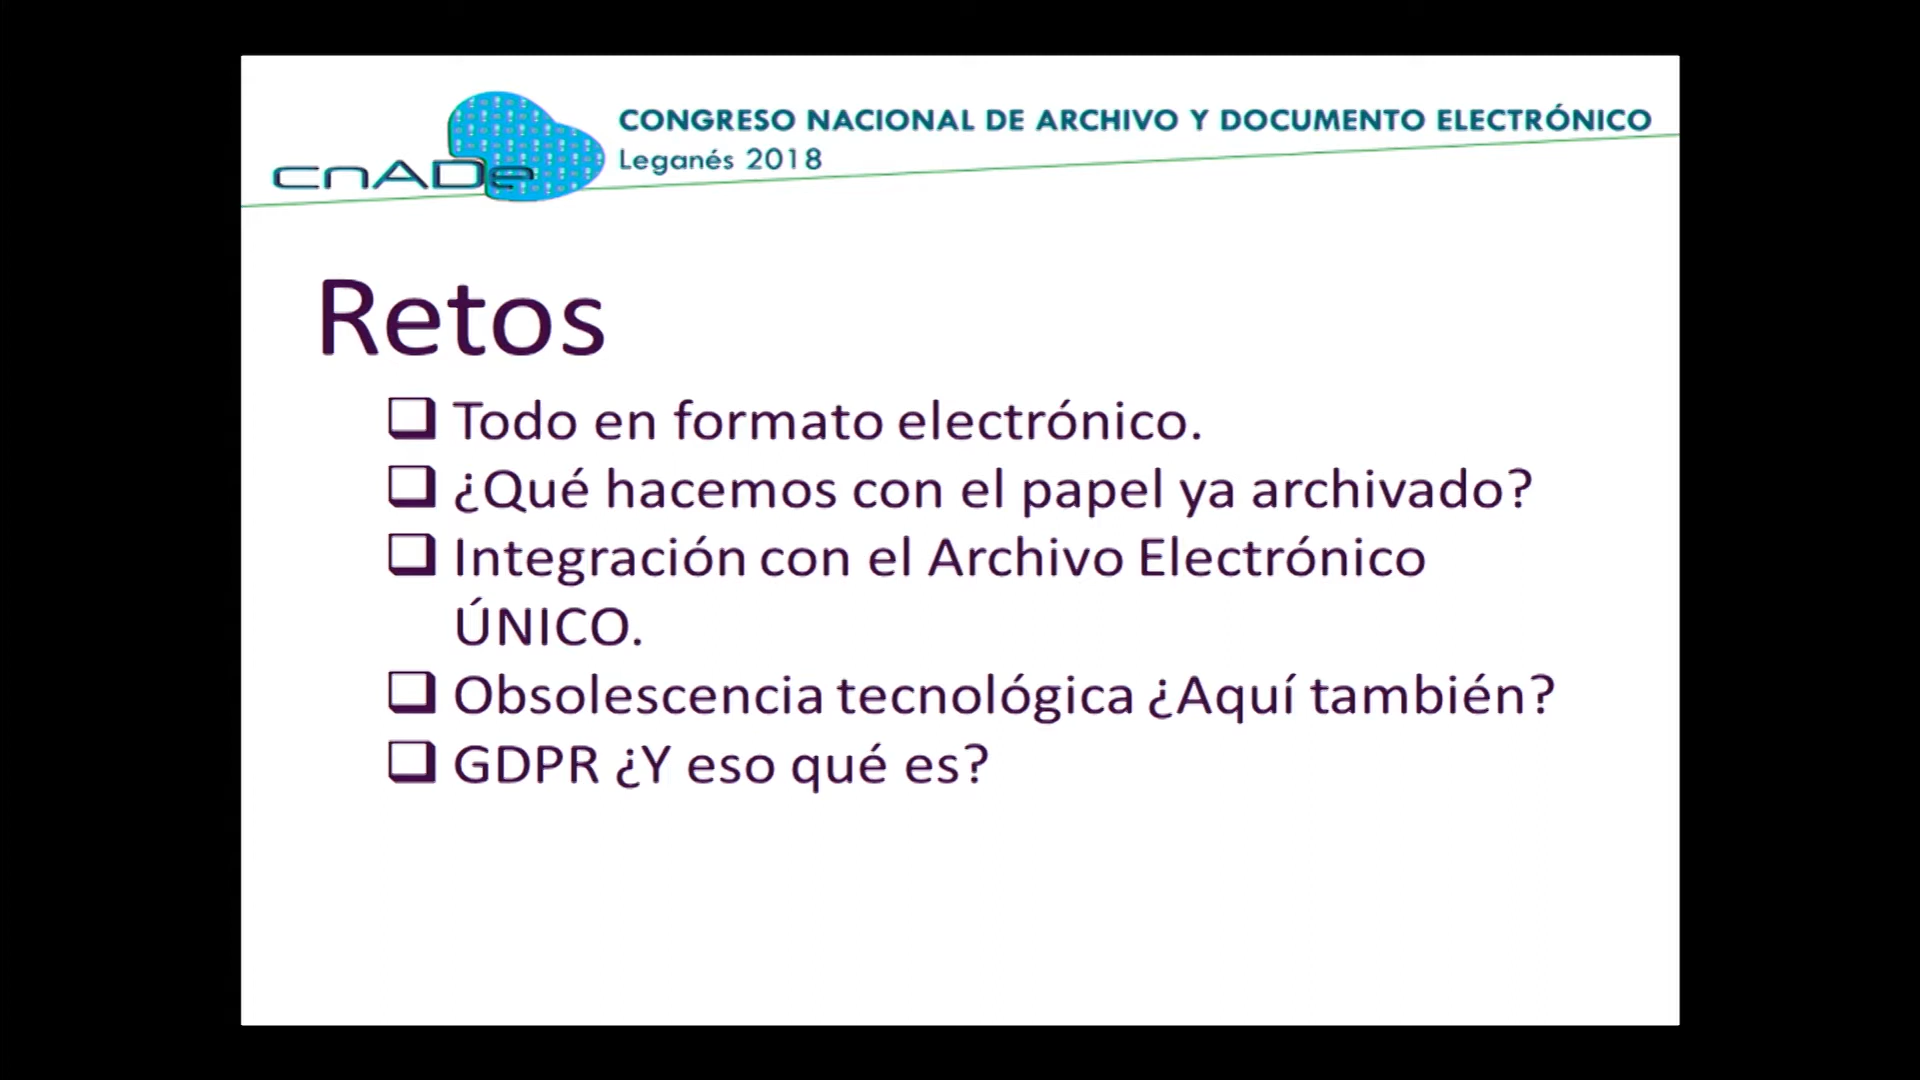 cnADe
CONGRESO NACIONAL DE ARCHIVO Y DOCUMENTO ELECTRÓNICO
Leganés 2018
Retos
❑ Todo en formato electrónico.
❑ ¿Qué hacemos con el papel ya archivado?
❑ Integración con el Archivo Electrónico
ÚNICO.
❑ Obsolescencia tecnológica ¿Aquí también?
❑ GDPR ¿Y eso qué es?